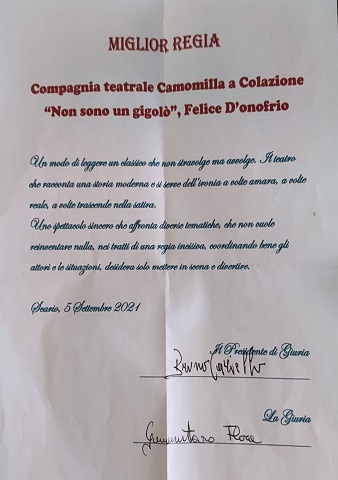 MIGLIOR REGIA
Compagnia teatrale Camomilla a Colazione
“Non sono un gigolò”, Felice D’onofrio
Un modo di leggere un classico che non stravolge ma avvolge. Il teatro
che racconta una storia moderna e si serve dell’ironia a volte amara, a volte
reale, a volte trascende nella satira.
Uno spettacolo sincero che affronta diverse tematiche, che non vuole
reinventare nulla, nei tratti di una regia incisiva, coordinando bene gli
attori e le situazioni, desidera solo mettere in scena e divertire.
Scario, 5 Settembre 2021
Il Presidente di Giuria
Bruno
La Giuria
Flora